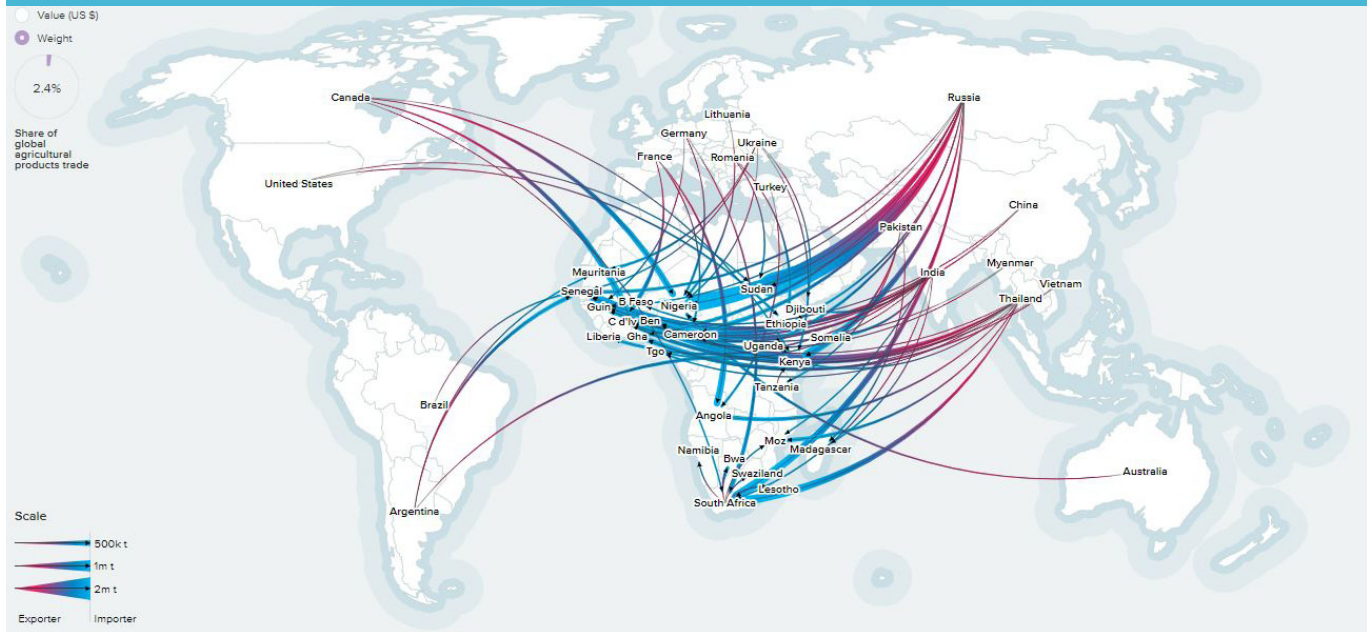 Value (US $)
Weight
2.4%
Share of
global
agricultural
products trade
Canada
Russia
Lithuania
Germany
Ukraine
France
Romania
United States
Turkey
China
Pakistan
Myanmar
Mauritania
India
Vietnam
Senegal
Sudan
Thailand
B Faso
Nigeria
Guin
Djibouti
C d'Iv
Ben
Ethiopia
Liberia
Gha
Cameroon
Somalia
Uganda
Tgo
Kenya
Tanzania
Brazil
Angola
Moz
Namibia
Madagascar
Bwa
Swaziland
Australia
Lesotho
South Africa
Argentina
Scale
500k t
1m t
2m t
Exporter
Importer